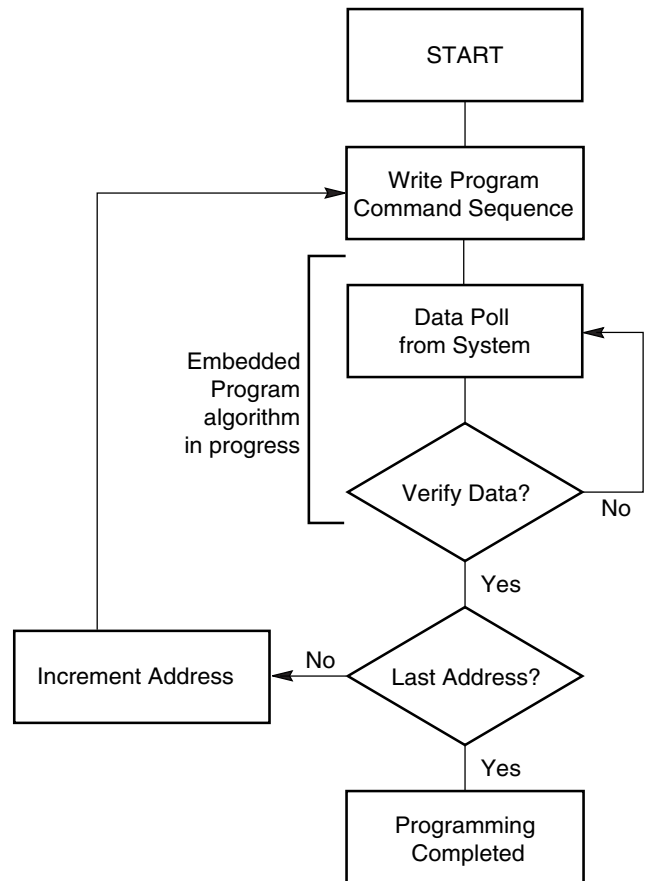 START
Write Program
Command Sequence
Data Poll
from System
Embedded
Program
algorithm
in progress
Verify Data?
No
Yes
Increment Address
No
Last Address?
Yes
Programming
Completed